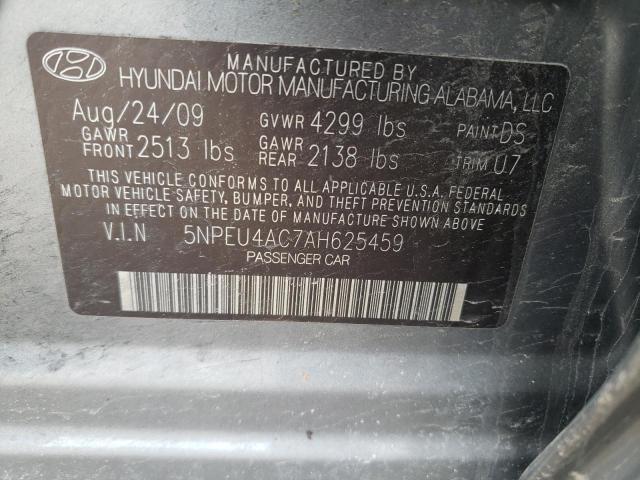 MANUFACTURED BY
HYUNDAI MOTOR MANUFACTURING ALABAMA, LLC
Aug/24/09 GVWR 4299 lbs PAINT DS
GAWR FRONT 2513 lbs GAWR REAR 2138 lbs TRIM U7
THIS VEHICLE CONFORMS TO ALL APPLICABLE U.S.A. FEDERAL
MOTOR VEHICLE SAFETY, BUMPER, AND THEFT PREVENTION STANDARDS
IN EFFECT ON THE DATE OF MANUFACTURE SHOWN ABOVE
V.I.N 5NPEU4AC7AH625459
PASSENGER CAR